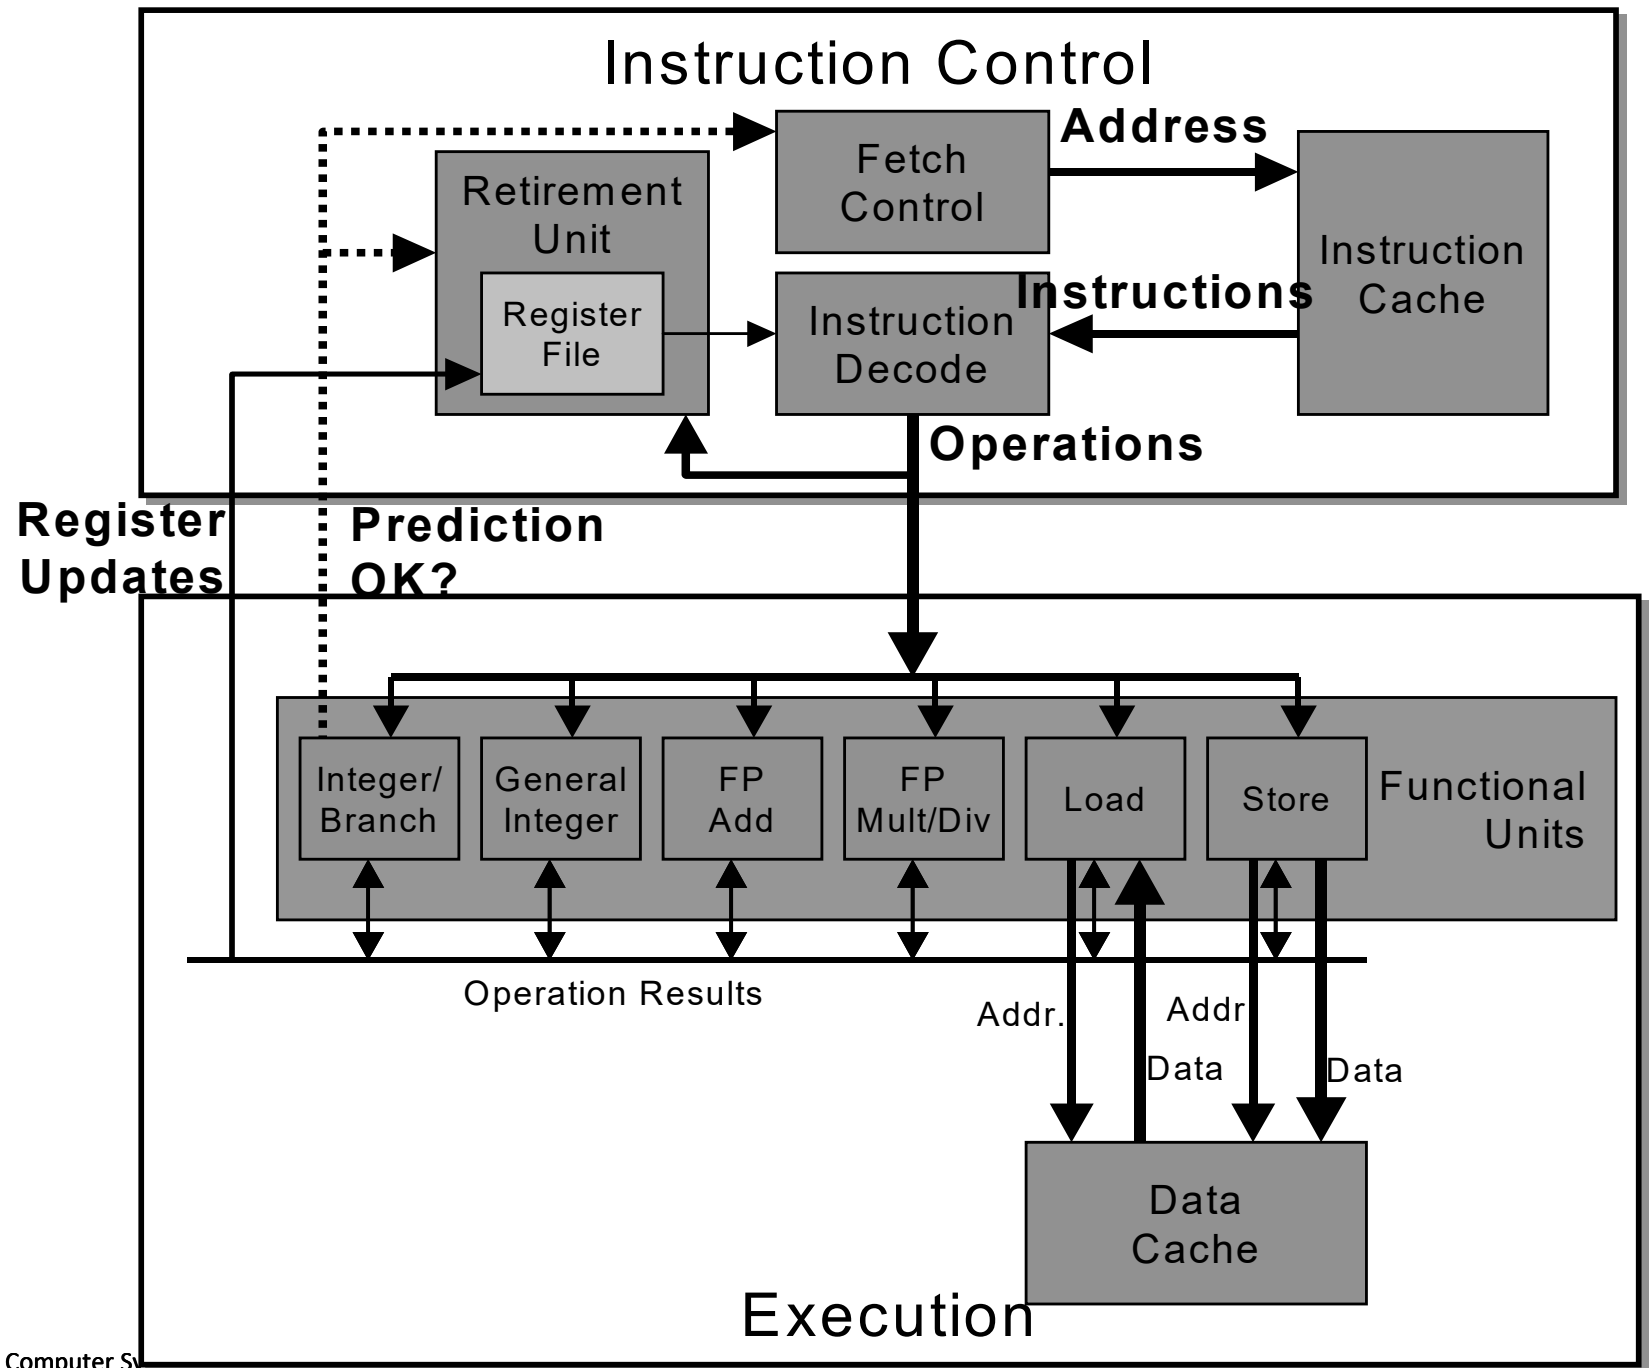 Instruction Control
Address
Fetch
Control
Retirement
Unit
Instruction
Cache
Instructions
Register
File
Instruction
Decode
Operations
Register
Updates
Prediction
OK?
Integer/
Branch
General
Integer
FP
Add
FP
Mult/Div
Load
Store
Functional
Units
Operation Results
Addr.
Addr
Data
Data
Data
Cache
Execution
Computer